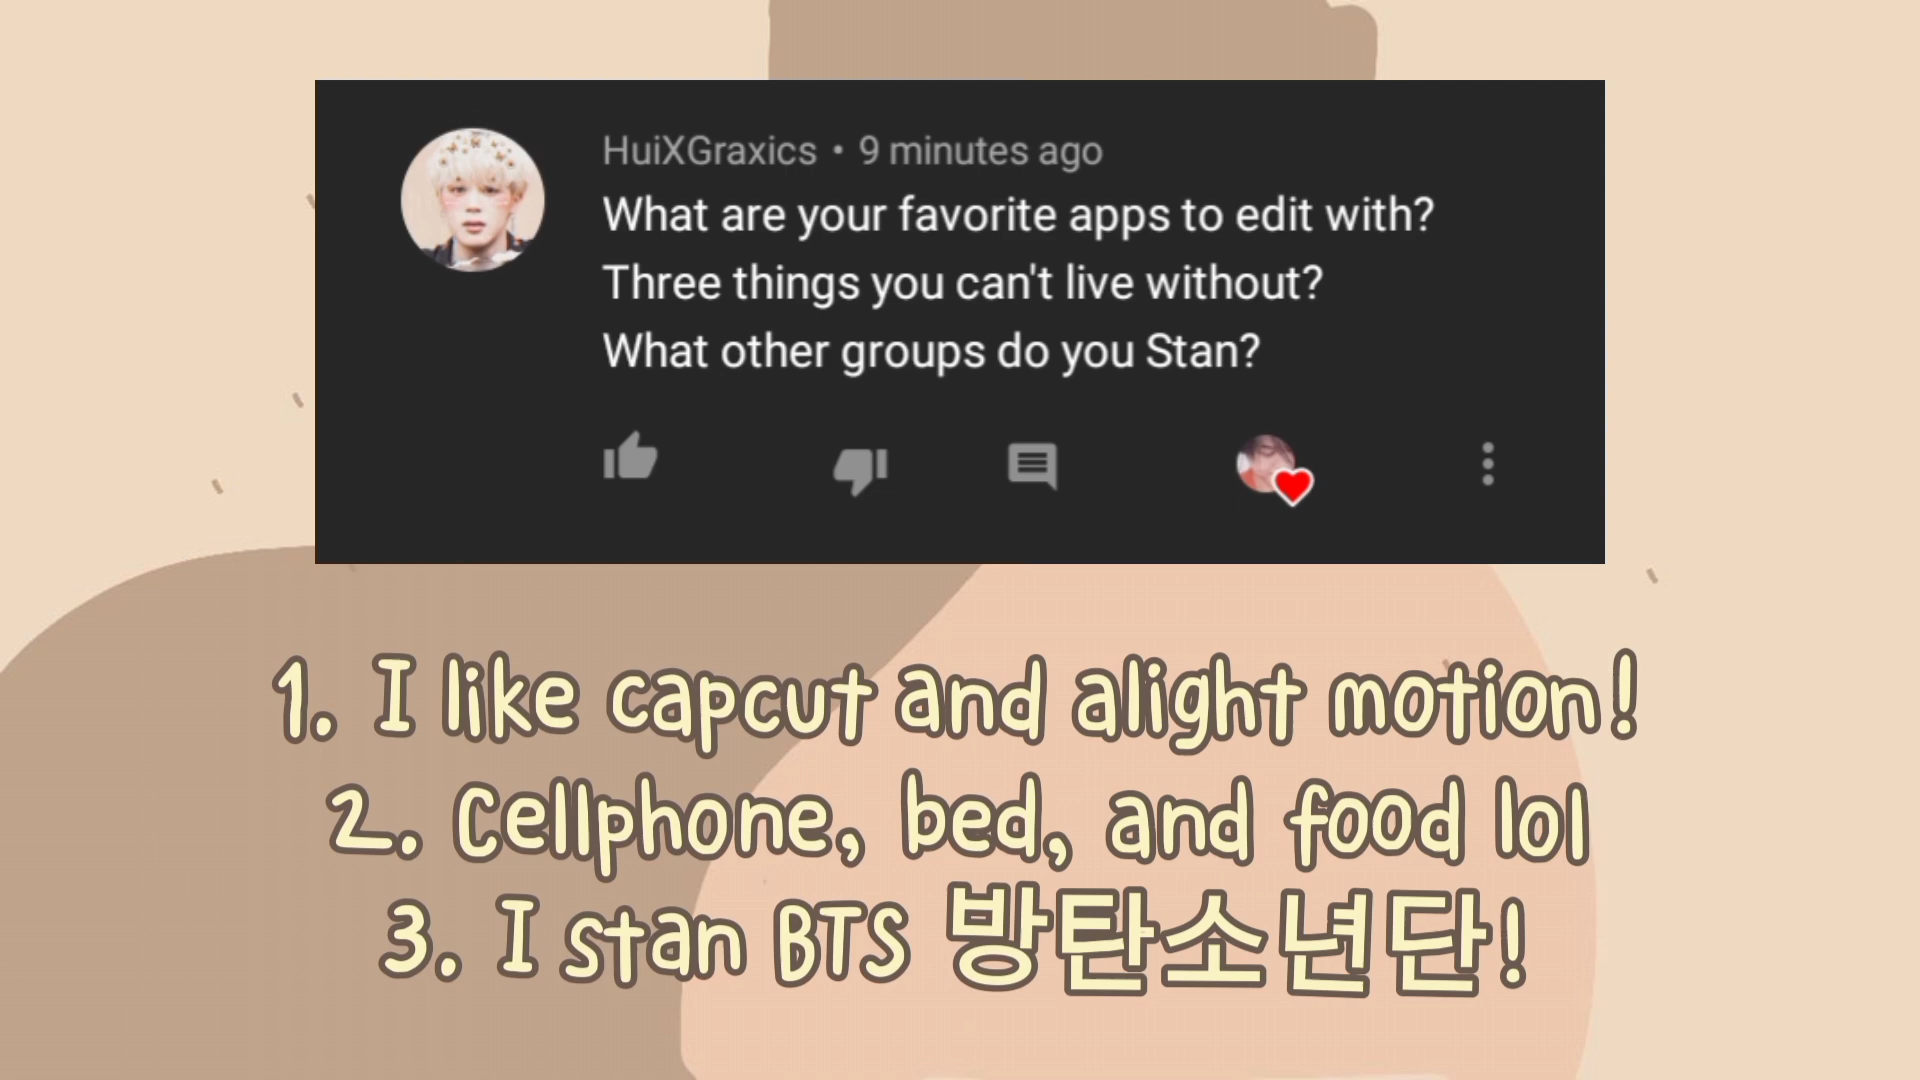 HuiXGraxics • 9 minutes ago
What are your favorite apps to edit with?
Three things you can't live without?
What other groups do you Stan?
1. I like capcut and alight motion!
2. Cellphone, bed, and food lol
3. I stan BTS 방탄소년단!